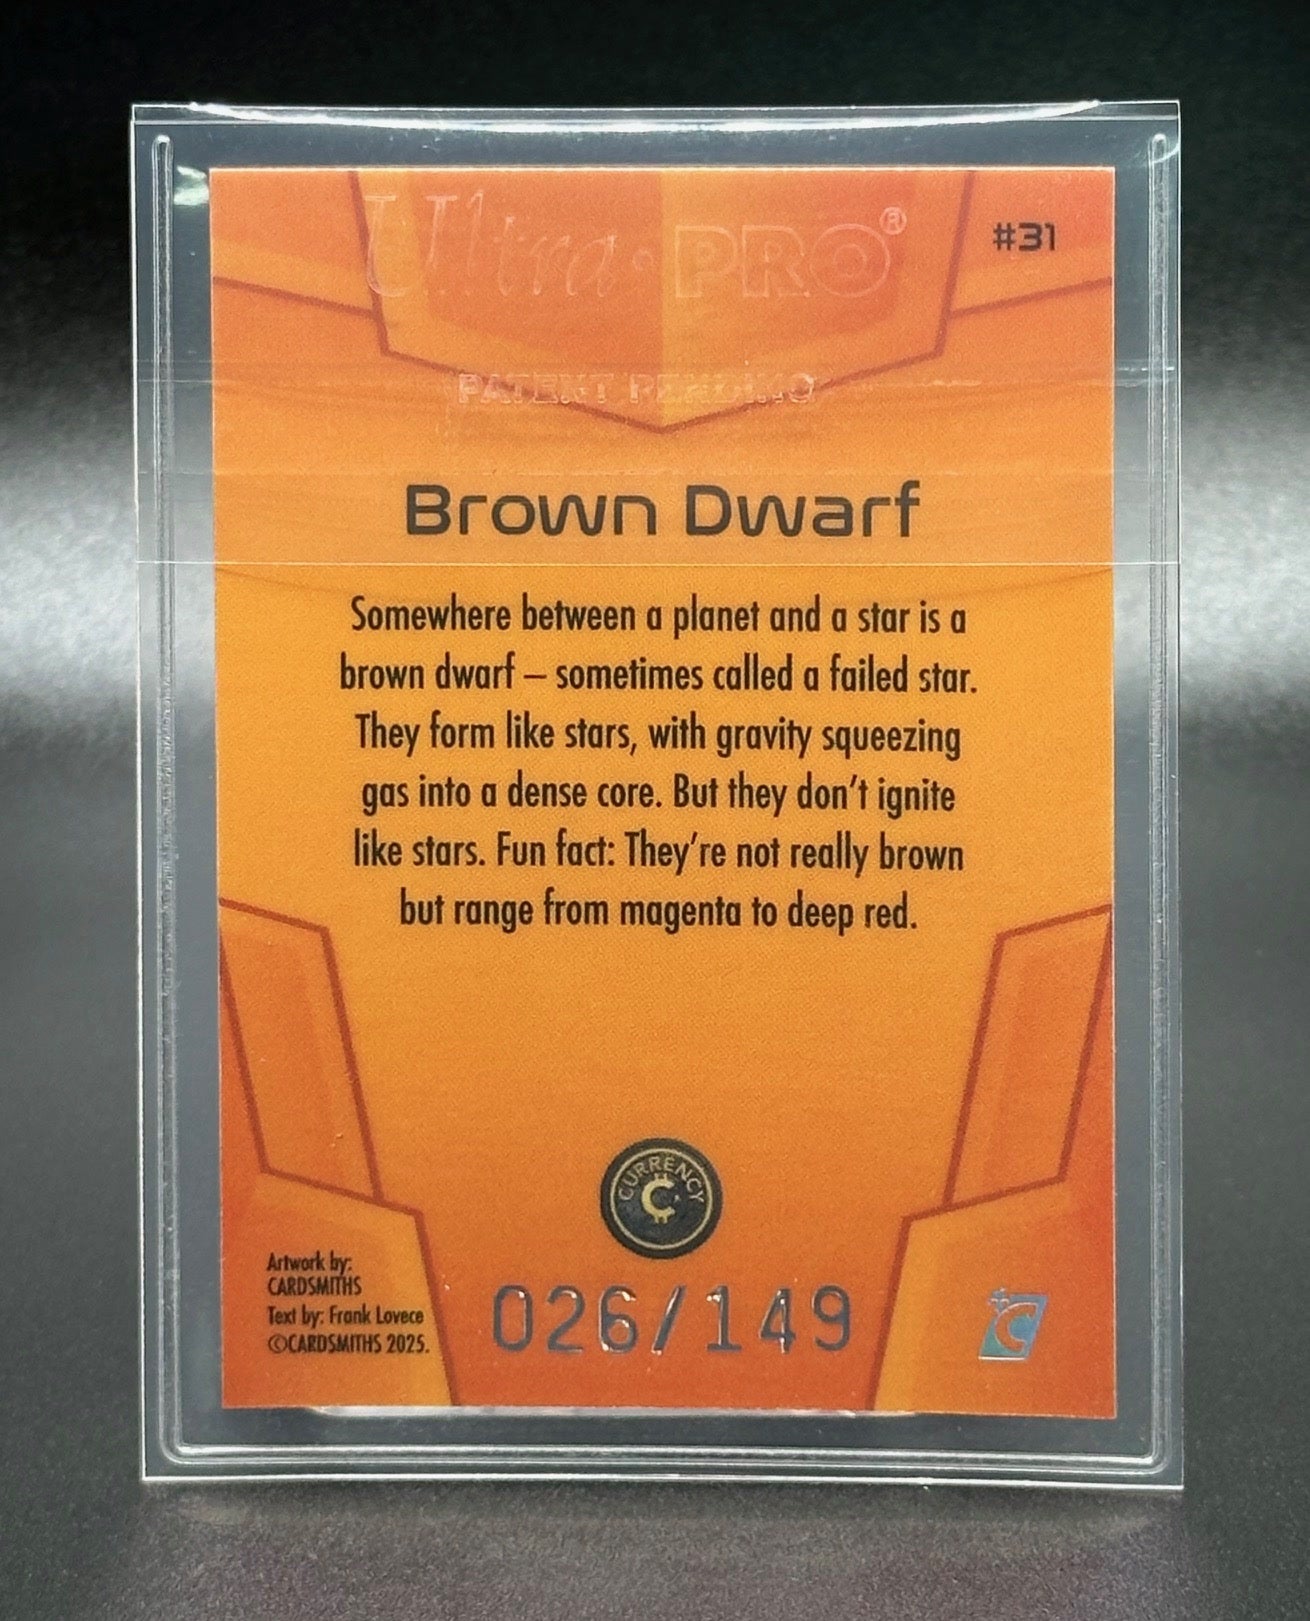 Ultra·PRO®
#31
PATENT PENDING
Brown Dwarf
Somewhere between a planet and a star is a
brown dwarf – sometimes called a failed star.
They form like stars, with gravity squeezing
gas into a dense core. But they don't ignite
like stars. Fun fact: They're not really brown
but range from magenta to deep red.
CURRENCY
C
Artwork by:
CARDSMITHS
Text by: Frank Lovece
©CARDSMITHS 2025.
026/149
C